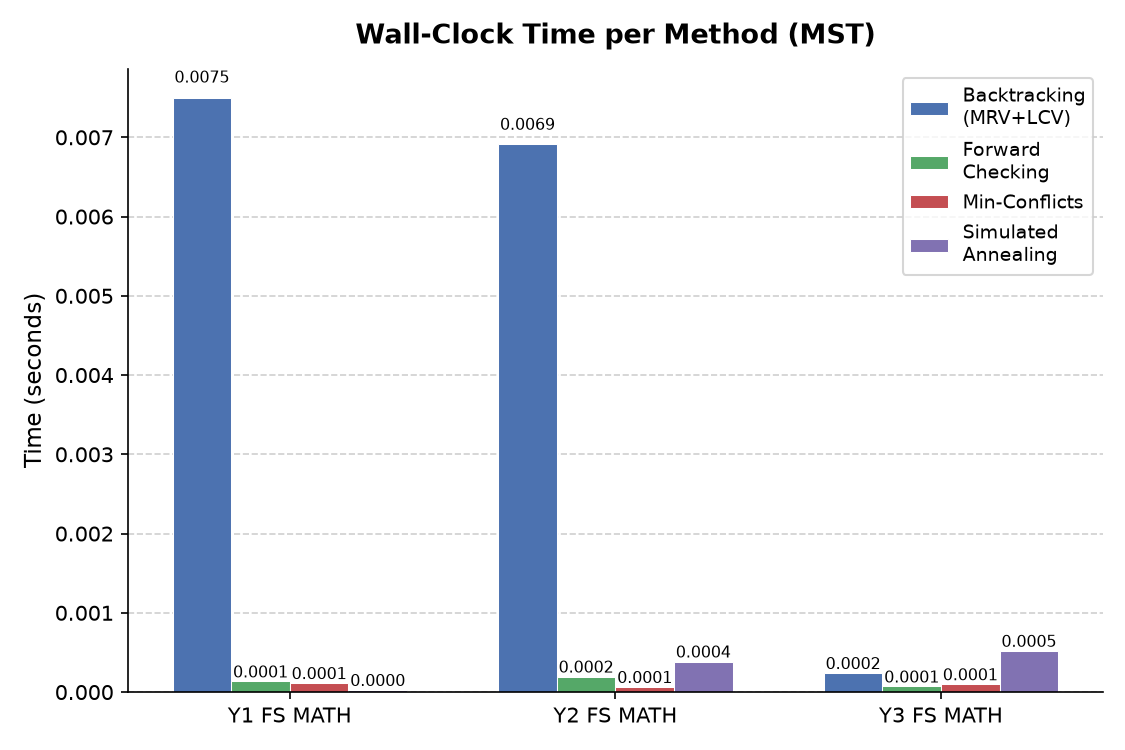 Wall-Clock Time per Method (MST)
Time (seconds)
0.007
0.006
0.005
0.004
0.003
0.002
0.001
0.000
0.0075
0.0001
0.0001
0.0000
0.0069
0.0002
0.0001
0.0004
0.0002
0.0001
0.0001
0.0005
Y1 FS MATH
Y2 FS MATH
Y3 FS MATH
Backtracking
(MRV+LCV)
Forward
Checking
Min-Conflicts
Simulated
Annealing